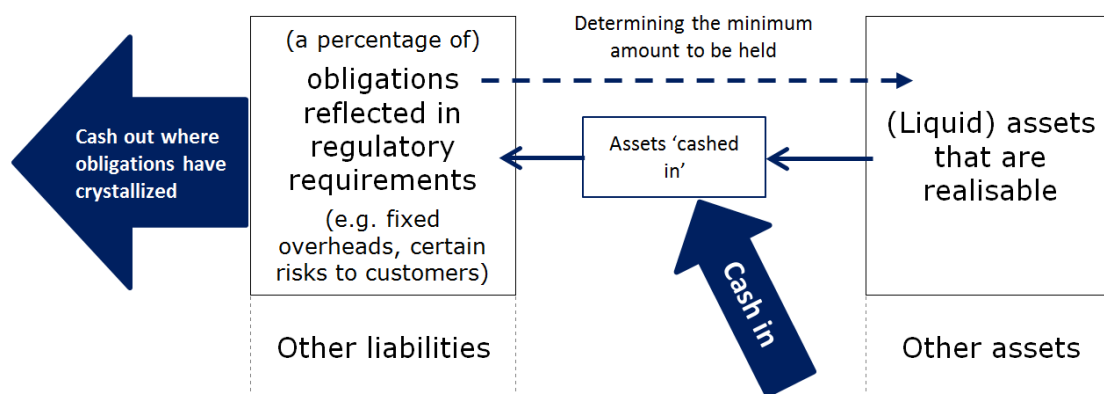 Cash out where
obligations have
crystallized
(a percentage of)
obligations
reflected in
regulatory
requirements
(e.g. fixed
overheads, certain
risks to customers)
Other liabilities
Determining the minimum
amount to be held
Assets ‘cashed
in’
Cash in
(Liquid) assets
that are
realisable
Other assets